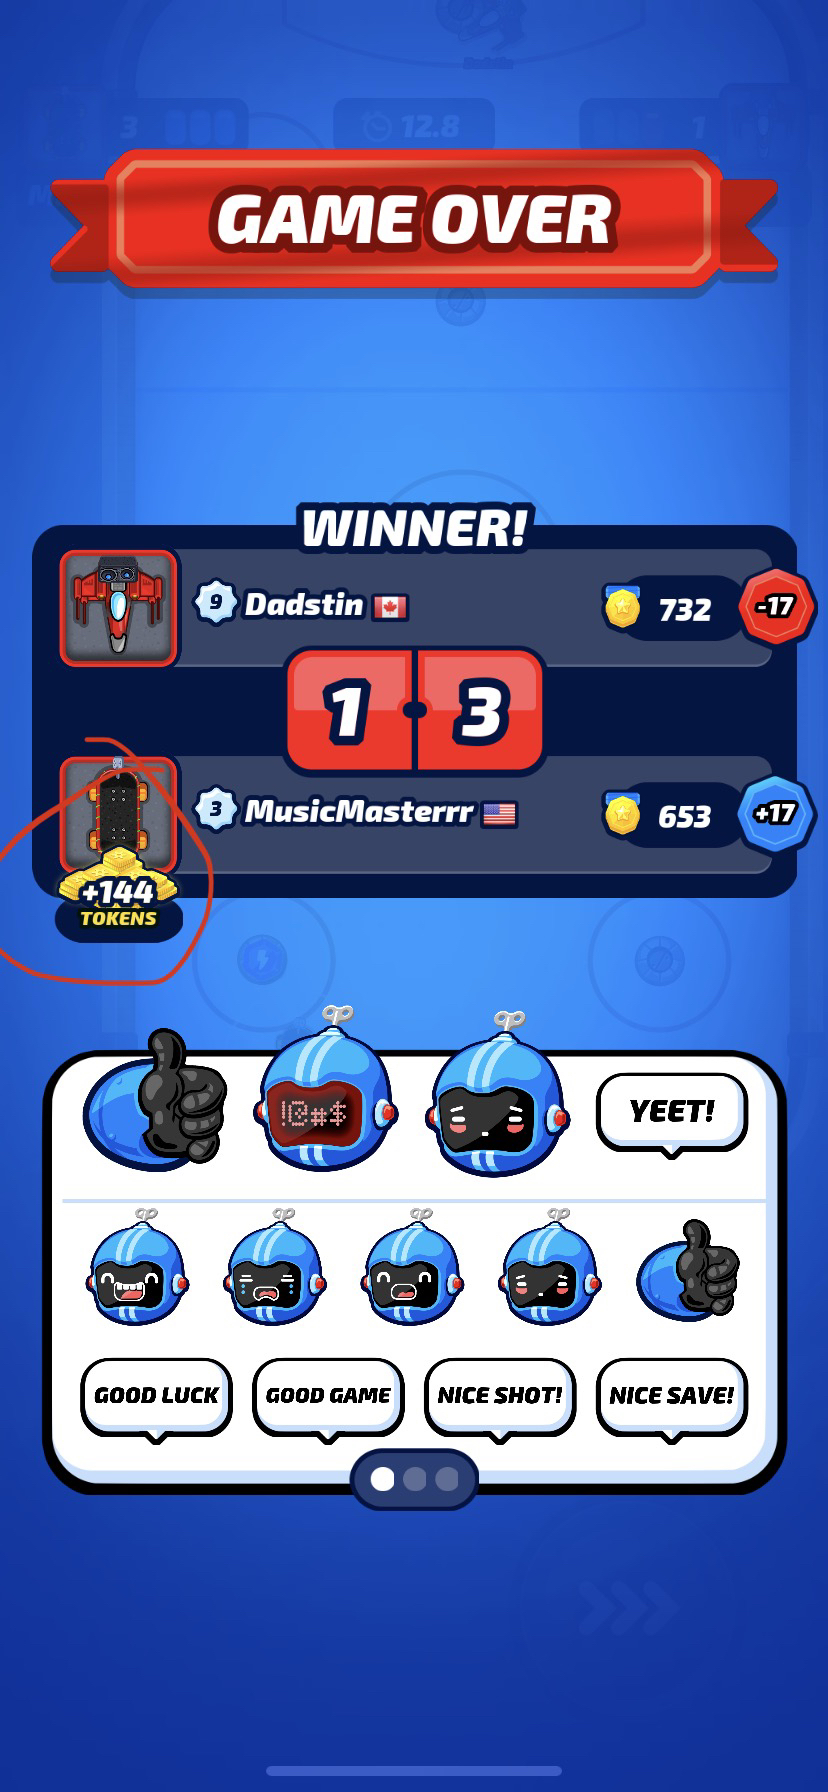 3
12.8
1
GAME OVER
WINNER!
9 Dadstin 732 -17
1 3
3 MusicMasterrr 653 +17
+144
TOKENS
!@#$
YEET!
GOOD LUCK GOOD GAME NICE SHOT! NICE SAVE!